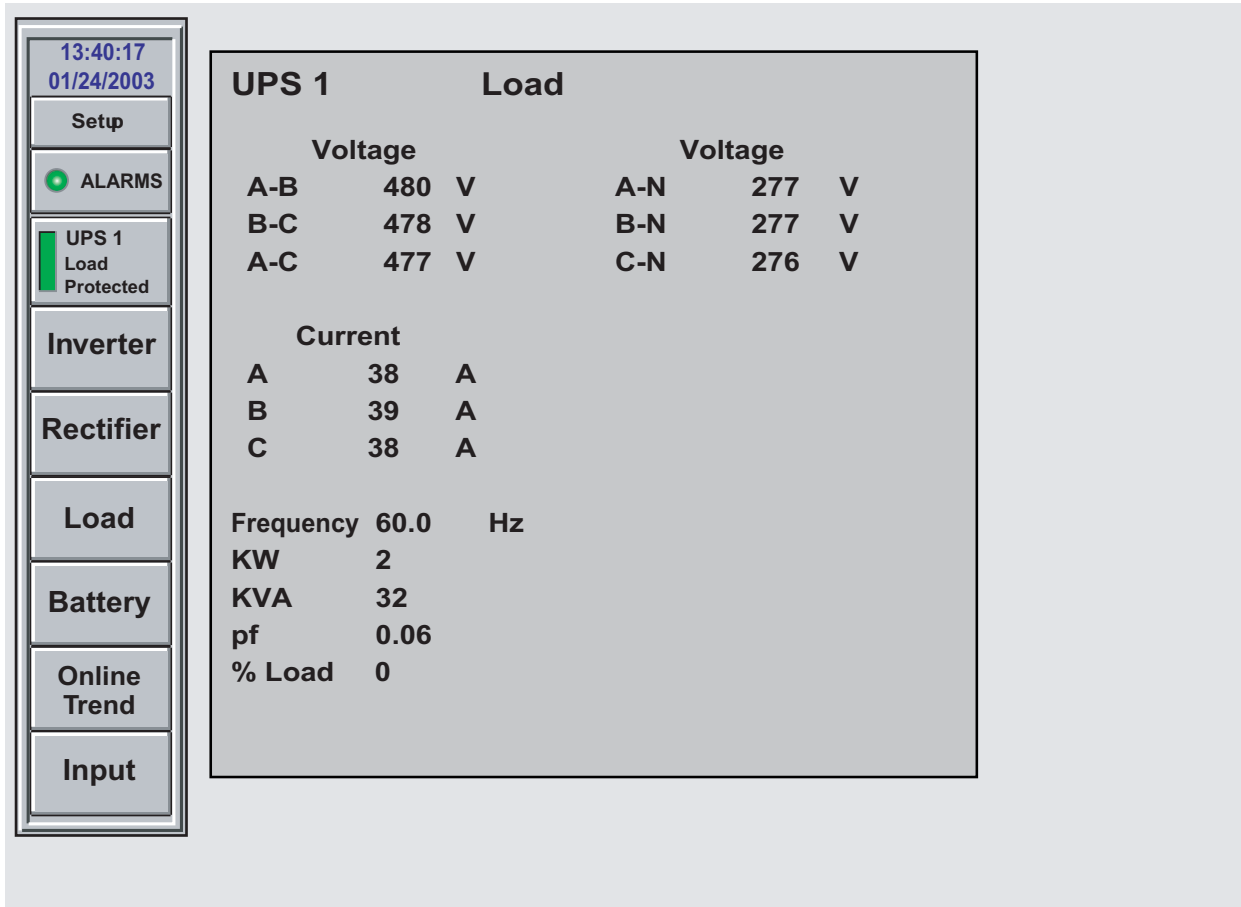 13:40:17
01/24/2003
Setup
ALARMS
UPS 1
Load
Protected
Inverter
Rectifier
Load
Battery
Online
Trend
Input
UPS 1 Load
Voltage Voltage
A-B 480 V A-N 277 V
B-C 478 V B-N 277 V
A-C 477 V C-N 276 V
Current
A 38 A
B 39 A
C 38 A
Frequency 60.0 Hz
KW 2
KVA 32
pf 0.06
% Load 0